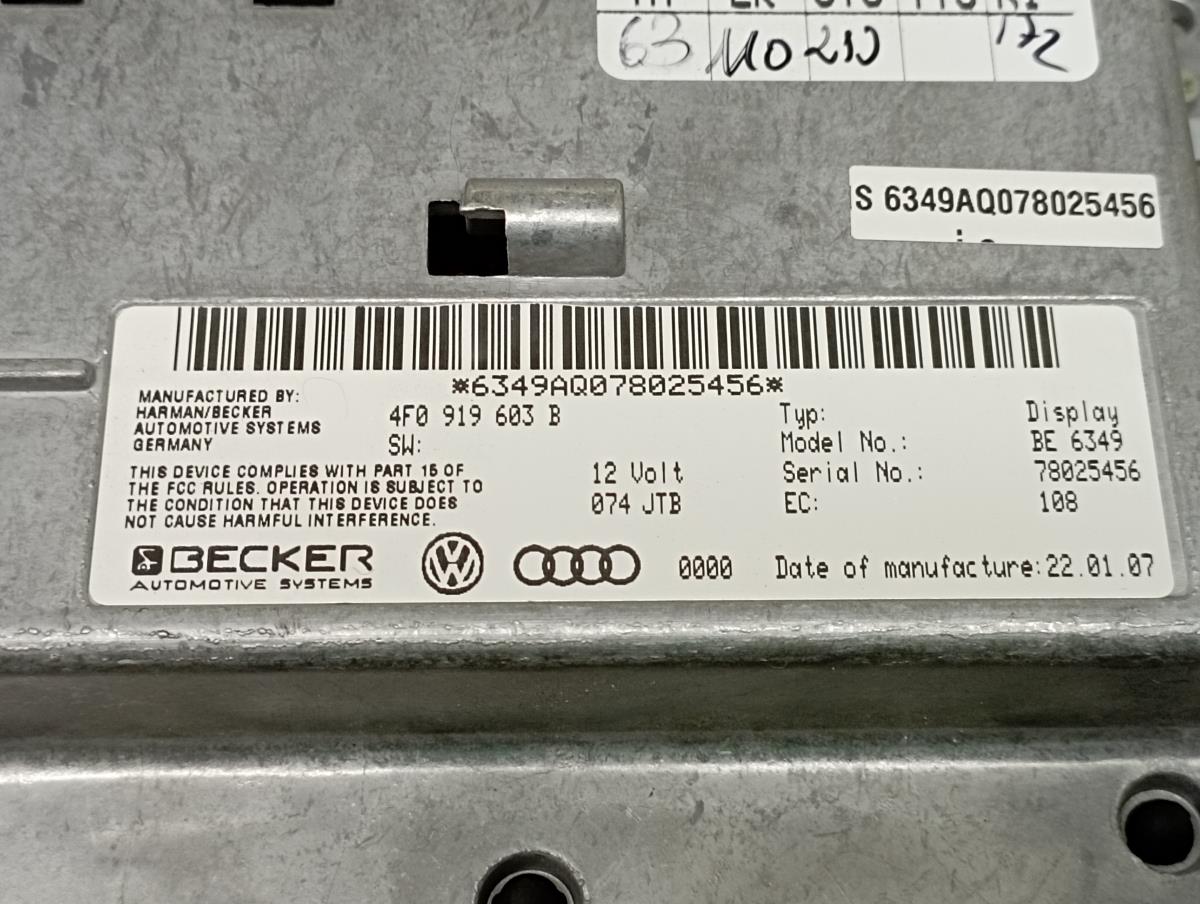 63 110 210 172
S 6349AQ078025456
*6349AQ078025456*
MANUFACTURED BY:
HARMAN/BECKER
AUTOMOTIVE SYSTEMS
GERMANY
4F0 919 603 B
SW:
Typ: Display
Model No.: BE 6349
12 Volt Serial No.: 78025456
074 JTB EC: 108
THIS DEVICE COMPLIES WITH PART 15 OF
THE FCC RULES. OPERATION IS SUBJECT TO
THE CONDITION THAT THIS DEVICE DOES
NOT CAUSE HARMFUL INTERFERENCE.
BECKER
AUTOMOTIVE SYSTEMS
0000 Date of manufacture:22.01.07